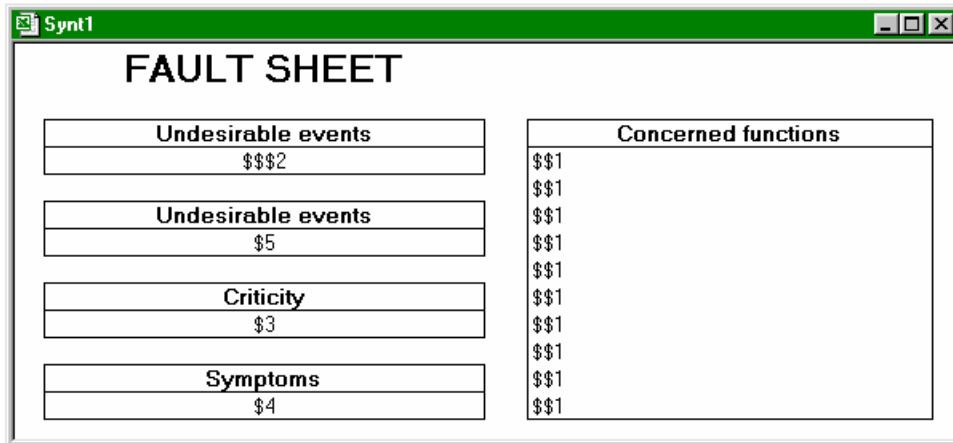 Synt1
FAULT SHEET
Undesirable events
$$$2
Undesirable events
$5
Criticity
$3
Symptoms
$4
Concerned functions
$$1
$$1
$$1
$$1
$$1
$$1
$$1
$$1
$$1
$$1